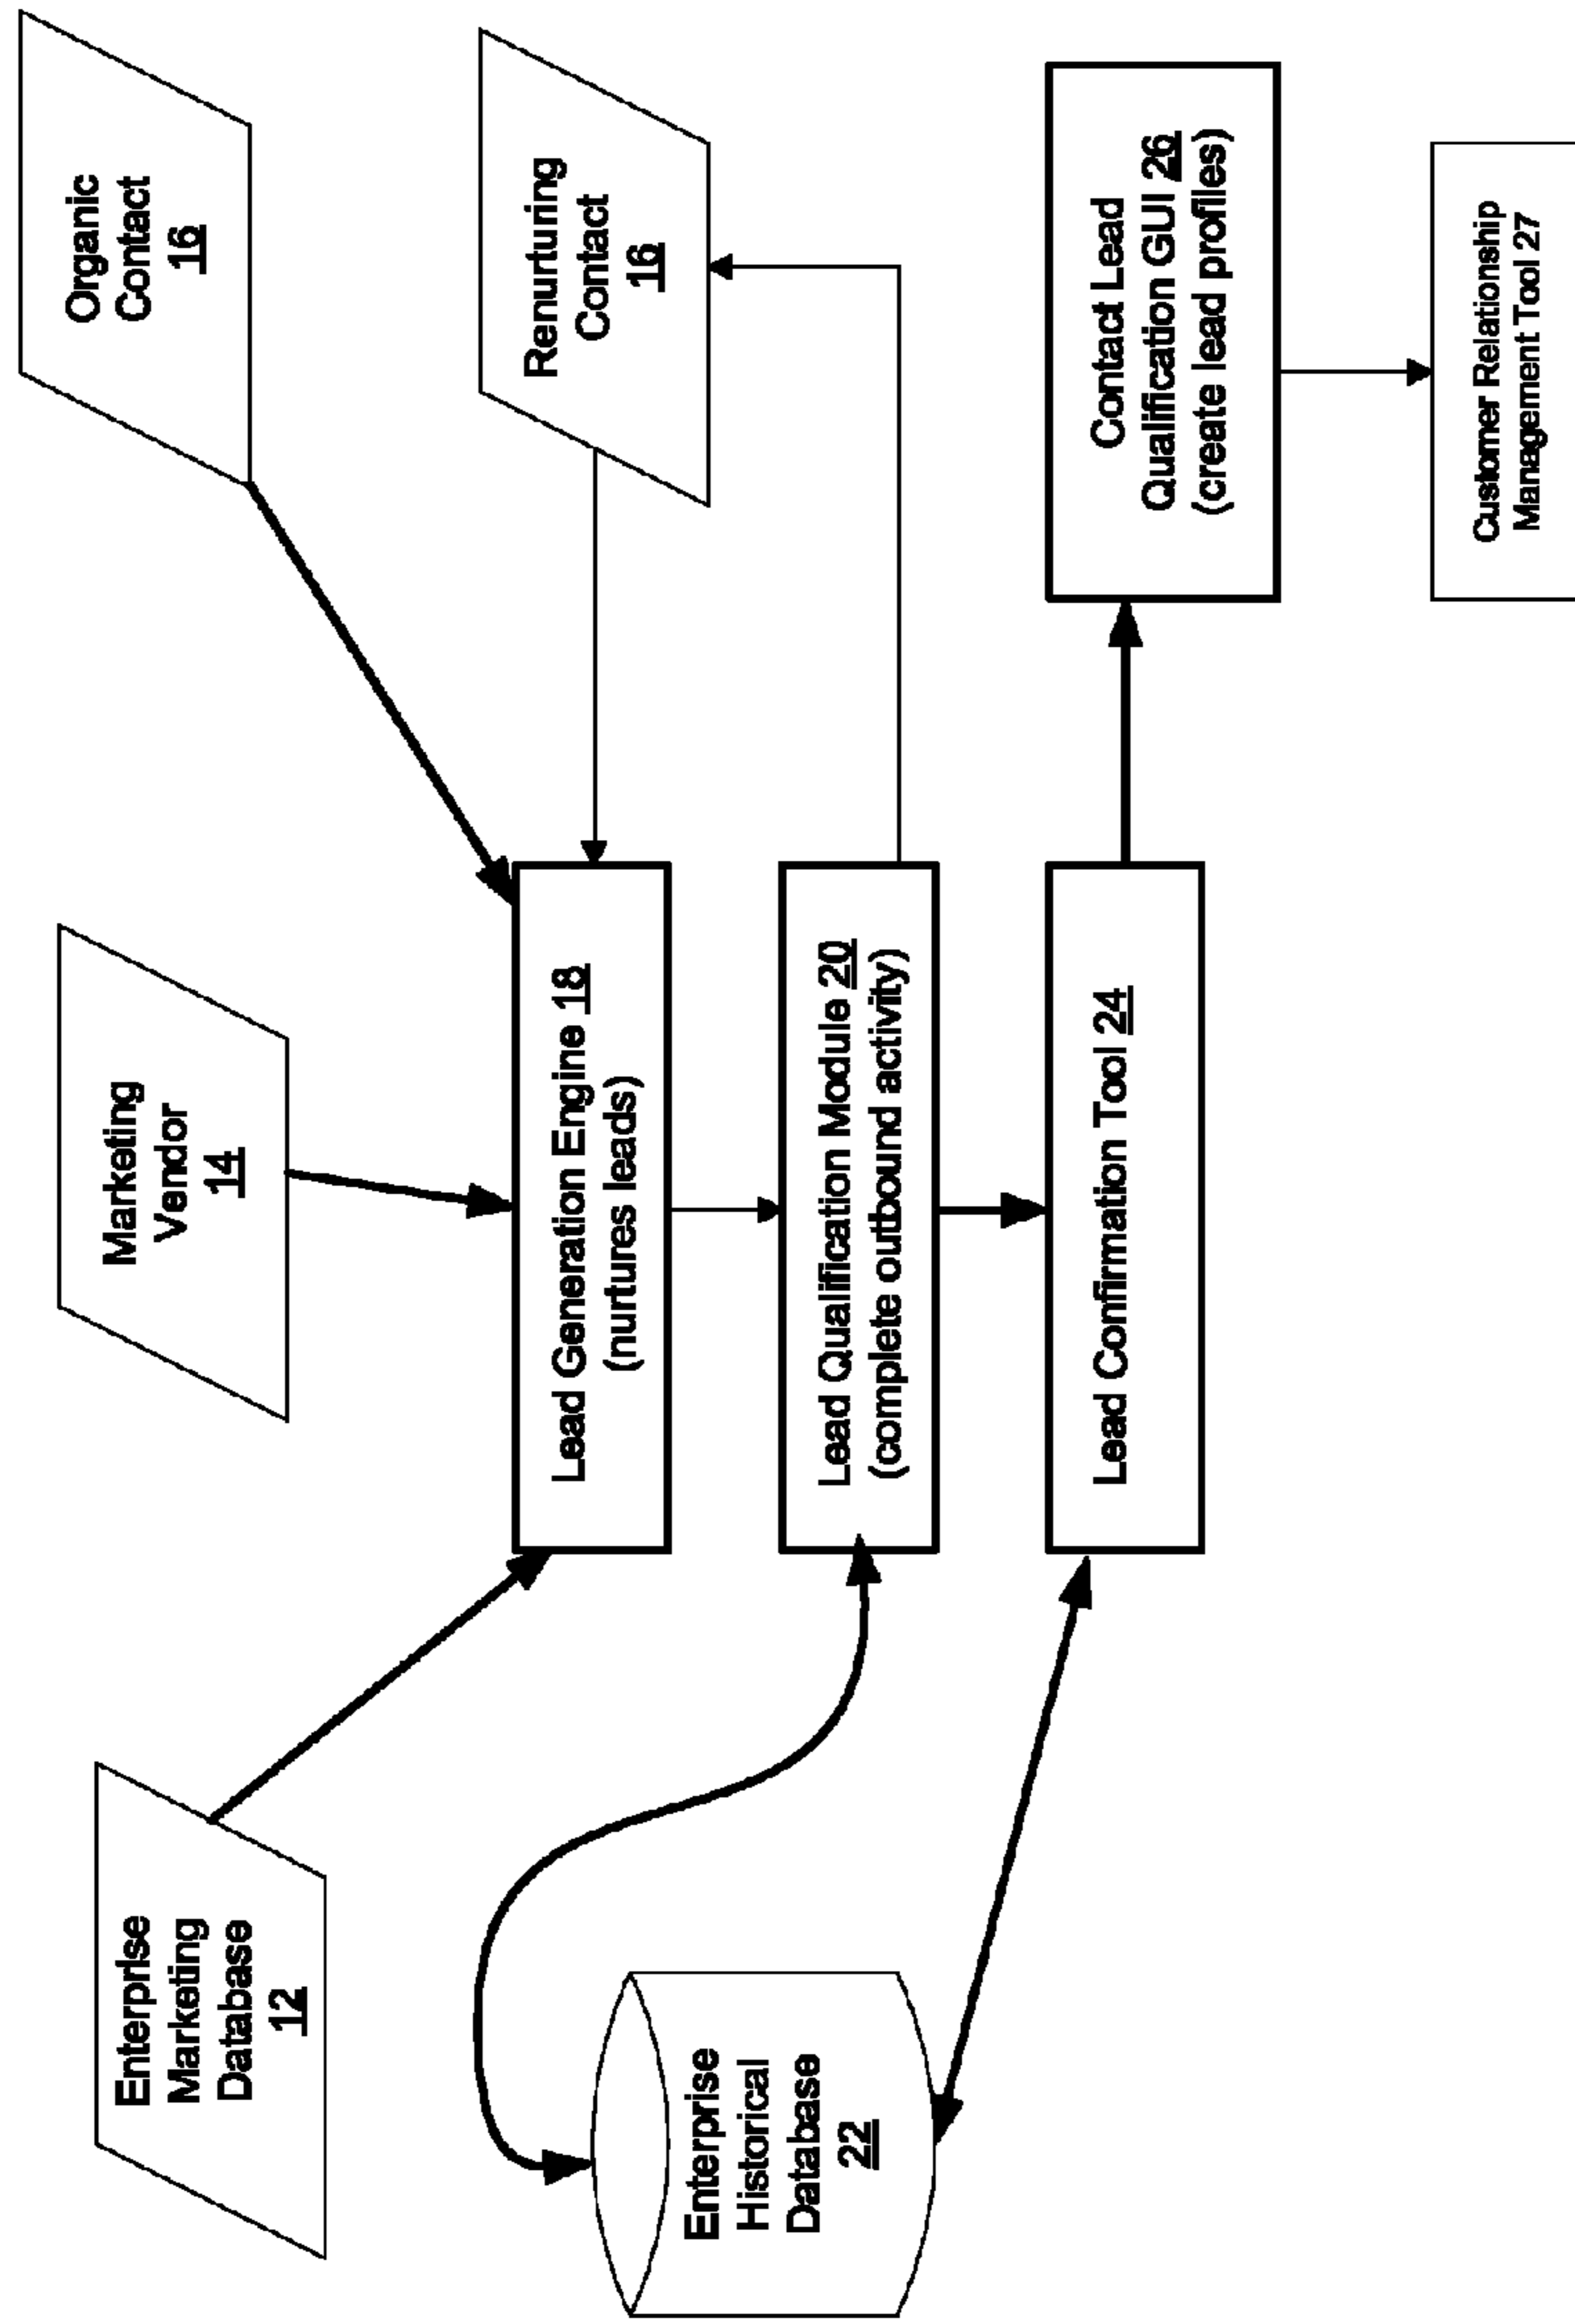 Enterprise
Marketing
Database
12
Marketing
Vendor
14
Organic
Contact
16
Lead Generation Engine 18
(nurtures leads)
Renurturing
Contact
16
Enterprise
Historical
Database
22
Lead Qualification Module 20
(complete outbound activity)
Lead Confirmation Tool 24
Contact Lead
Qualification GUI 26
(create lead profiles)
Customer Relationship
Management Tool 27